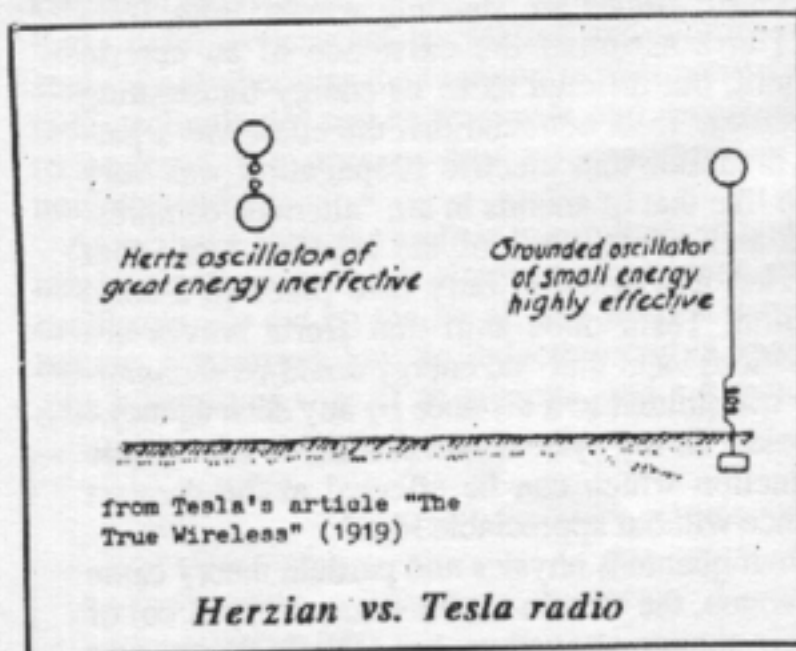 Hertz oscillator of
great energy ineffective
Grounded oscillator
of small energy
highly effective
from Tesla's article "The
True Wireless" (1919)
Herzian vs. Tesla radio